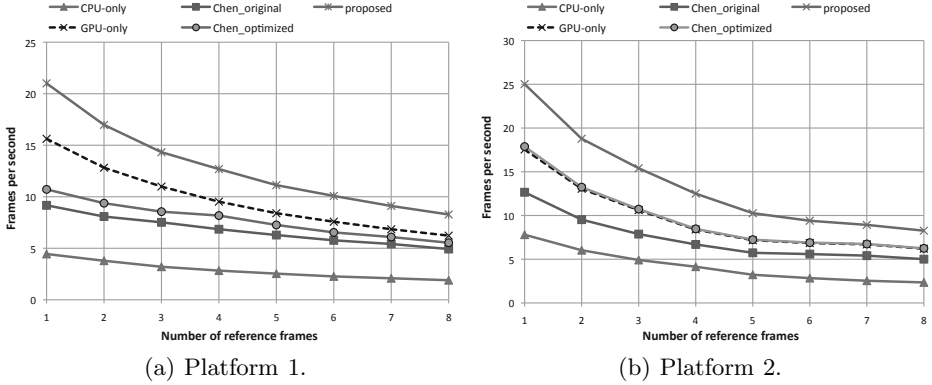 CPU-only Chen_original proposed
GPU-only Chen_optimized
25
20
15
10
5
0
Frames per second
1 2 3 4 5 6 7 8
Number of reference frames
(a) Platform 1.
CPU-only Chen_original proposed
GPU-only Chen_optimized
30
25
20
15
10
5
0
Frames per second
1 2 3 4 5 6 7 8
Number of reference frames
(b) Platform 2.